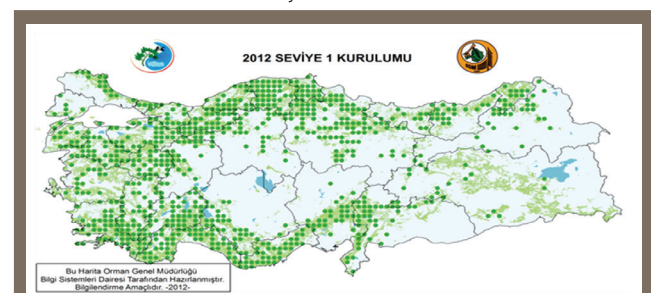 2012 SEVİYE 1 KURULUMU
Bu Harita Orman Genel Müdürlüğü
Bilgi Sistemleri Dairesi Tarafından Hazırlanmıştır.
Bilgilendirme Amaçlıdır. -2012-